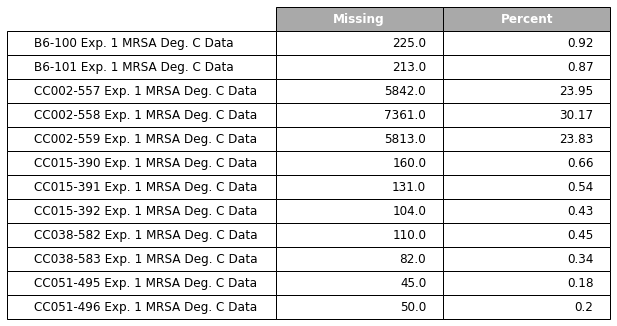 Missing Percent
B6-100 Exp. 1 MRSA Deg. C Data 225.0 0.92
B6-101 Exp. 1 MRSA Deg. C Data 213.0 0.87
CC002-557 Exp. 1 MRSA Deg. C Data 5842.0 23.95
CC002-558 Exp. 1 MRSA Deg. C Data 7361.0 30.17
CC002-559 Exp. 1 MRSA Deg. C Data 5813.0 23.83
CC015-390 Exp. 1 MRSA Deg. C Data 160.0 0.66
CC015-391 Exp. 1 MRSA Deg. C Data 131.0 0.54
CC015-392 Exp. 1 MRSA Deg. C Data 104.0 0.43
CC038-582 Exp. 1 MRSA Deg. C Data 110.0 0.45
CC038-583 Exp. 1 MRSA Deg. C Data 82.0 0.34
CC051-495 Exp. 1 MRSA Deg. C Data 45.0 0.18
CC051-496 Exp. 1 MRSA Deg. C Data 50.0 0.2